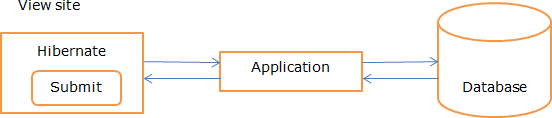 View site
Hibernate
Submit
Application
Database